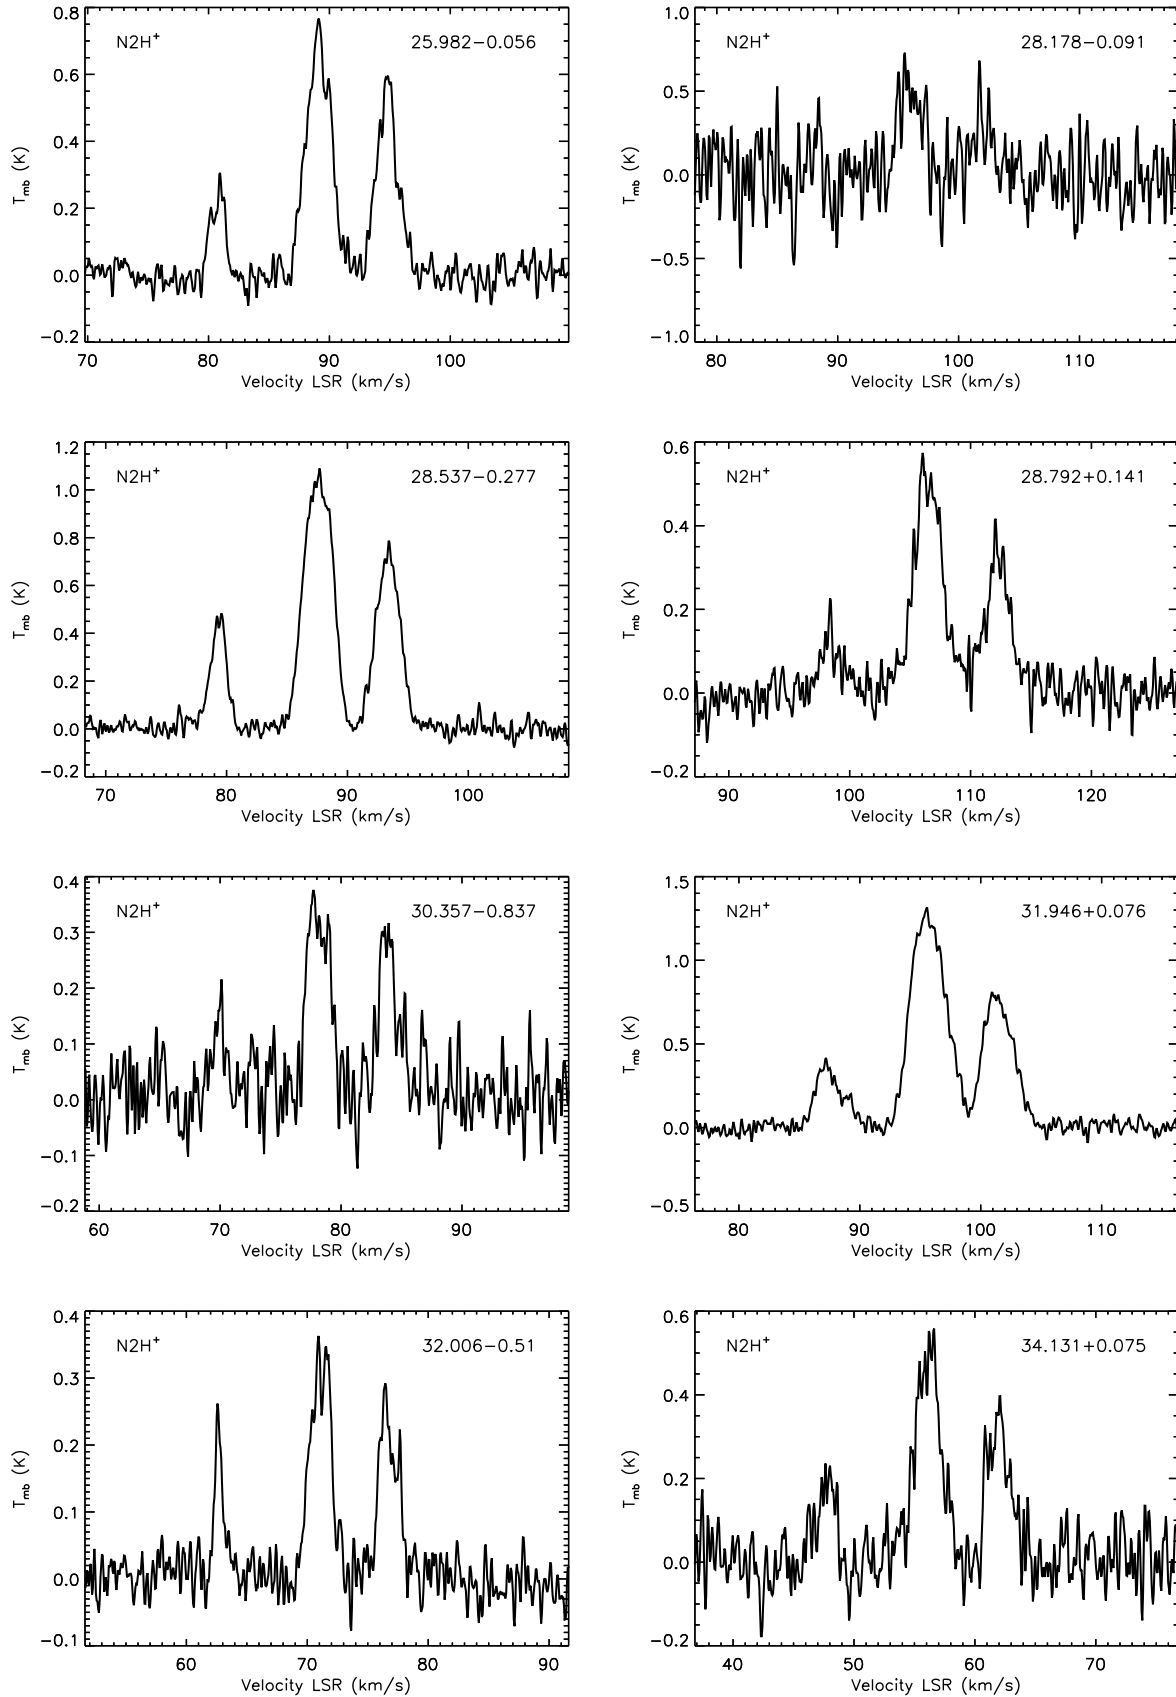 0.8
N2H+ 25.982−0.056
0.6
0.4
0.2
0.0
−0.2
Tmb (K)
70 80 90 100
Velocity LSR (km/s)
1.0
N2H+ 28.178−0.091
0.5
0.0
−0.5
−1.0
Tmb (K)
80 90 100 110
Velocity LSR (km/s)
1.2
N2H+ 28.537−0.277
1.0
0.8
0.6
0.4
0.2
0.0
−0.2
Tmb (K)
70 80 90 100
Velocity LSR (km/s)
0.6
N2H+ 28.792+0.141
0.4
0.2
0.0
−0.2
Tmb (K)
90 100 110 120
Velocity LSR (km/s)
0.4
N2H+ 30.357−0.837
0.3
0.2
0.1
0.0
−0.1
−0.2
Tmb (K)
60 70 80 90
Velocity LSR (km/s)
1.5
N2H+ 31.946+0.076
1.0
0.5
0.0
−0.5
Tmb (K)
80 90 100 110
Velocity LSR (km/s)
0.4
N2H+ 32.006−0.51
0.3
0.2
0.1
0.0
−0.1
Tmb (K)
60 70 80 90
Velocity LSR (km/s)
0.6
N2H+ 34.131+0.075
0.4
0.2
0.0
−0.2
Tmb (K)
40 50 60 70
Velocity LSR (km/s)